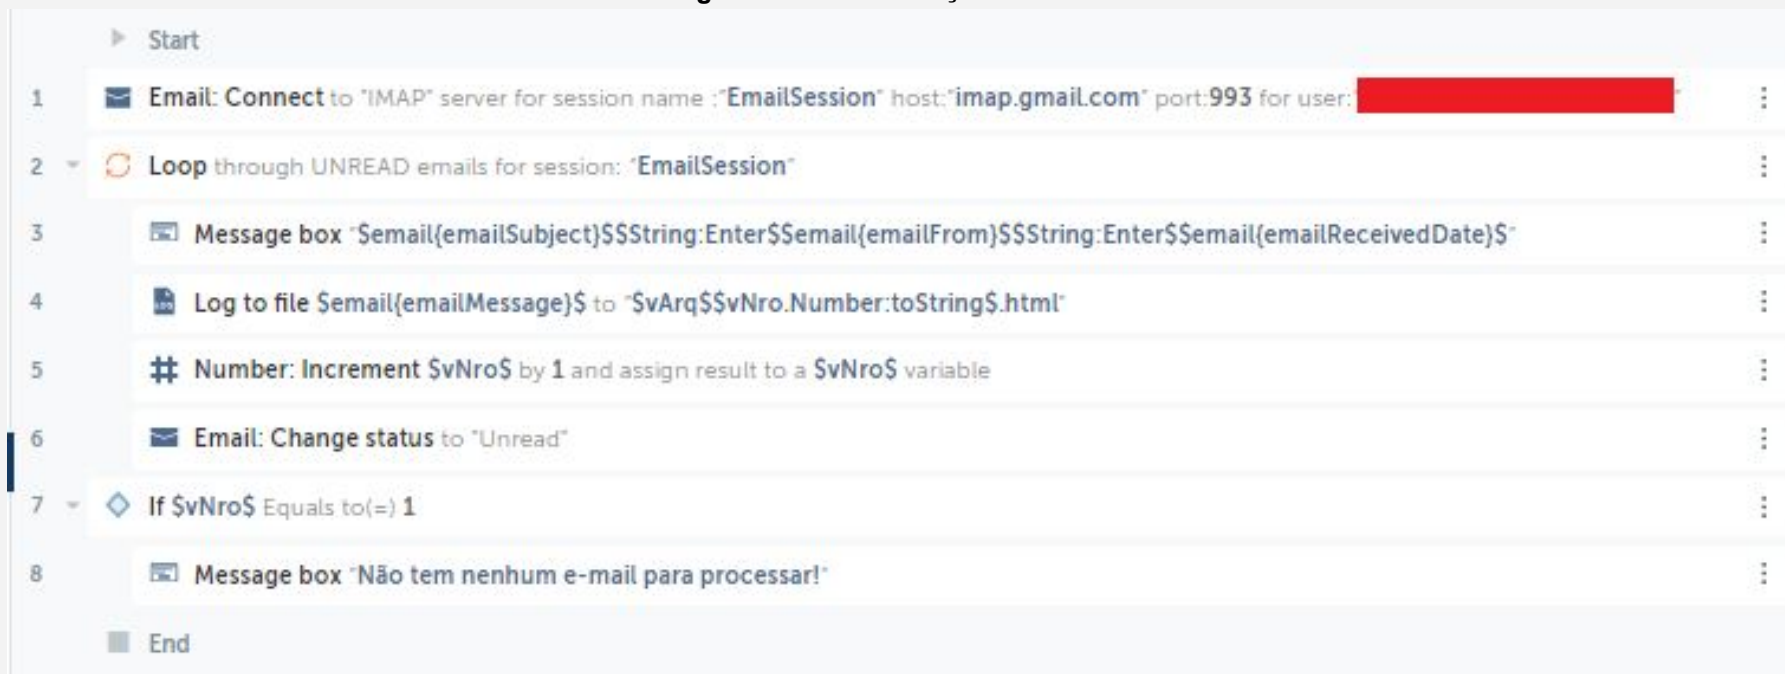 Start
1 Email: Connect to "IMAP" server for session name :"EmailSession" host:"imap.gmail.com" port:993 for user:" "
2 Loop through UNREAD emails for session: "EmailSession"
3 Message box "$email{emailSubject}$$String:Enter$$email{emailFrom}$$String:Enter$$email{emailReceivedDate}$"
4 Log to file $email{emailMessage}$ to "$vArq$$vNro.Number:toString$.html"
5 Number: Increment $vNro$ by 1 and assign result to a $vNro$ variable
6 Email: Change status to "Unread"
7 If $vNro$ Equals to(=) 1
8 Message box "Não tem nenhum e-mail para processar!"
End